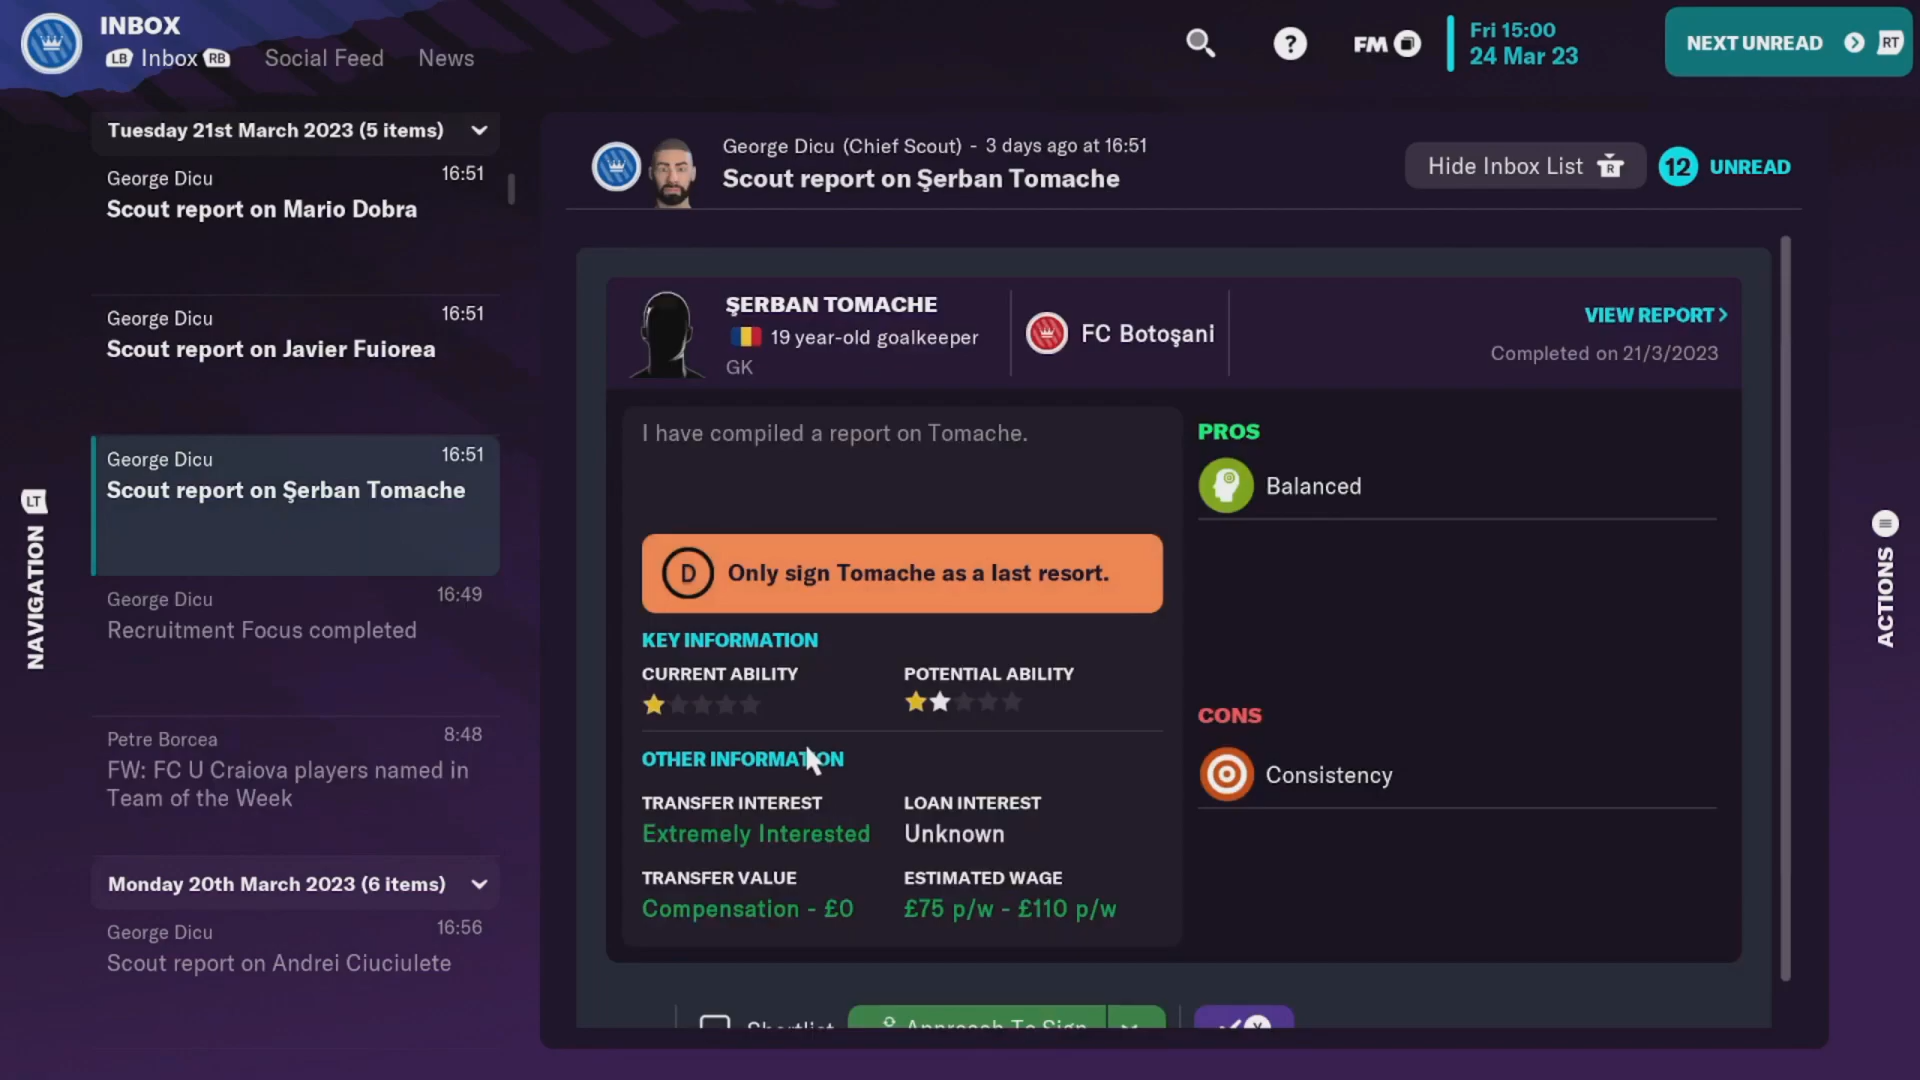 INBOX
LB Inbox RB Social Feed News
? FM
Fri 15:00
24 Mar 23
NEXT UNREAD RT
Tuesday 21st March 2023 (5 items)
George Dicu 16:51
Scout report on Mario Dobra
George Dicu 16:51
Scout report on Javier Fuiorea
George Dicu 16:51
Scout report on Şerban Tomache
George Dicu 16:49
Recruitment Focus completed
Petre Borcea 8:48
FW: FC U Craiova players named in
Team of the Week
Monday 20th March 2023 (6 items)
George Dicu 16:56
Scout report on Andrei Ciuciulete
LT
NAVIGATION
George Dicu (Chief Scout) - 3 days ago at 16:51
Scout report on Şerban Tomache
Hide Inbox List R
12 UNREAD
ŞERBAN TOMACHE
19 year-old goalkeeper
GK
FC Botoşani
VIEW REPORT
Completed on 21/3/2023
I have compiled a report on Tomache.
D Only sign Tomache as a last resort.
KEY INFORMATION
CURRENT ABILITY POTENTIAL ABILITY
OTHER INFORMATION
TRANSFER INTEREST LOAN INTEREST
Extremely Interested Unknown
TRANSFER VALUE ESTIMATED WAGE
Compensation - £0 £75 p/w - £110 p/w
PROS
Balanced
CONS
Consistency
Shortlist Approach To Sign Y
ACTIONS